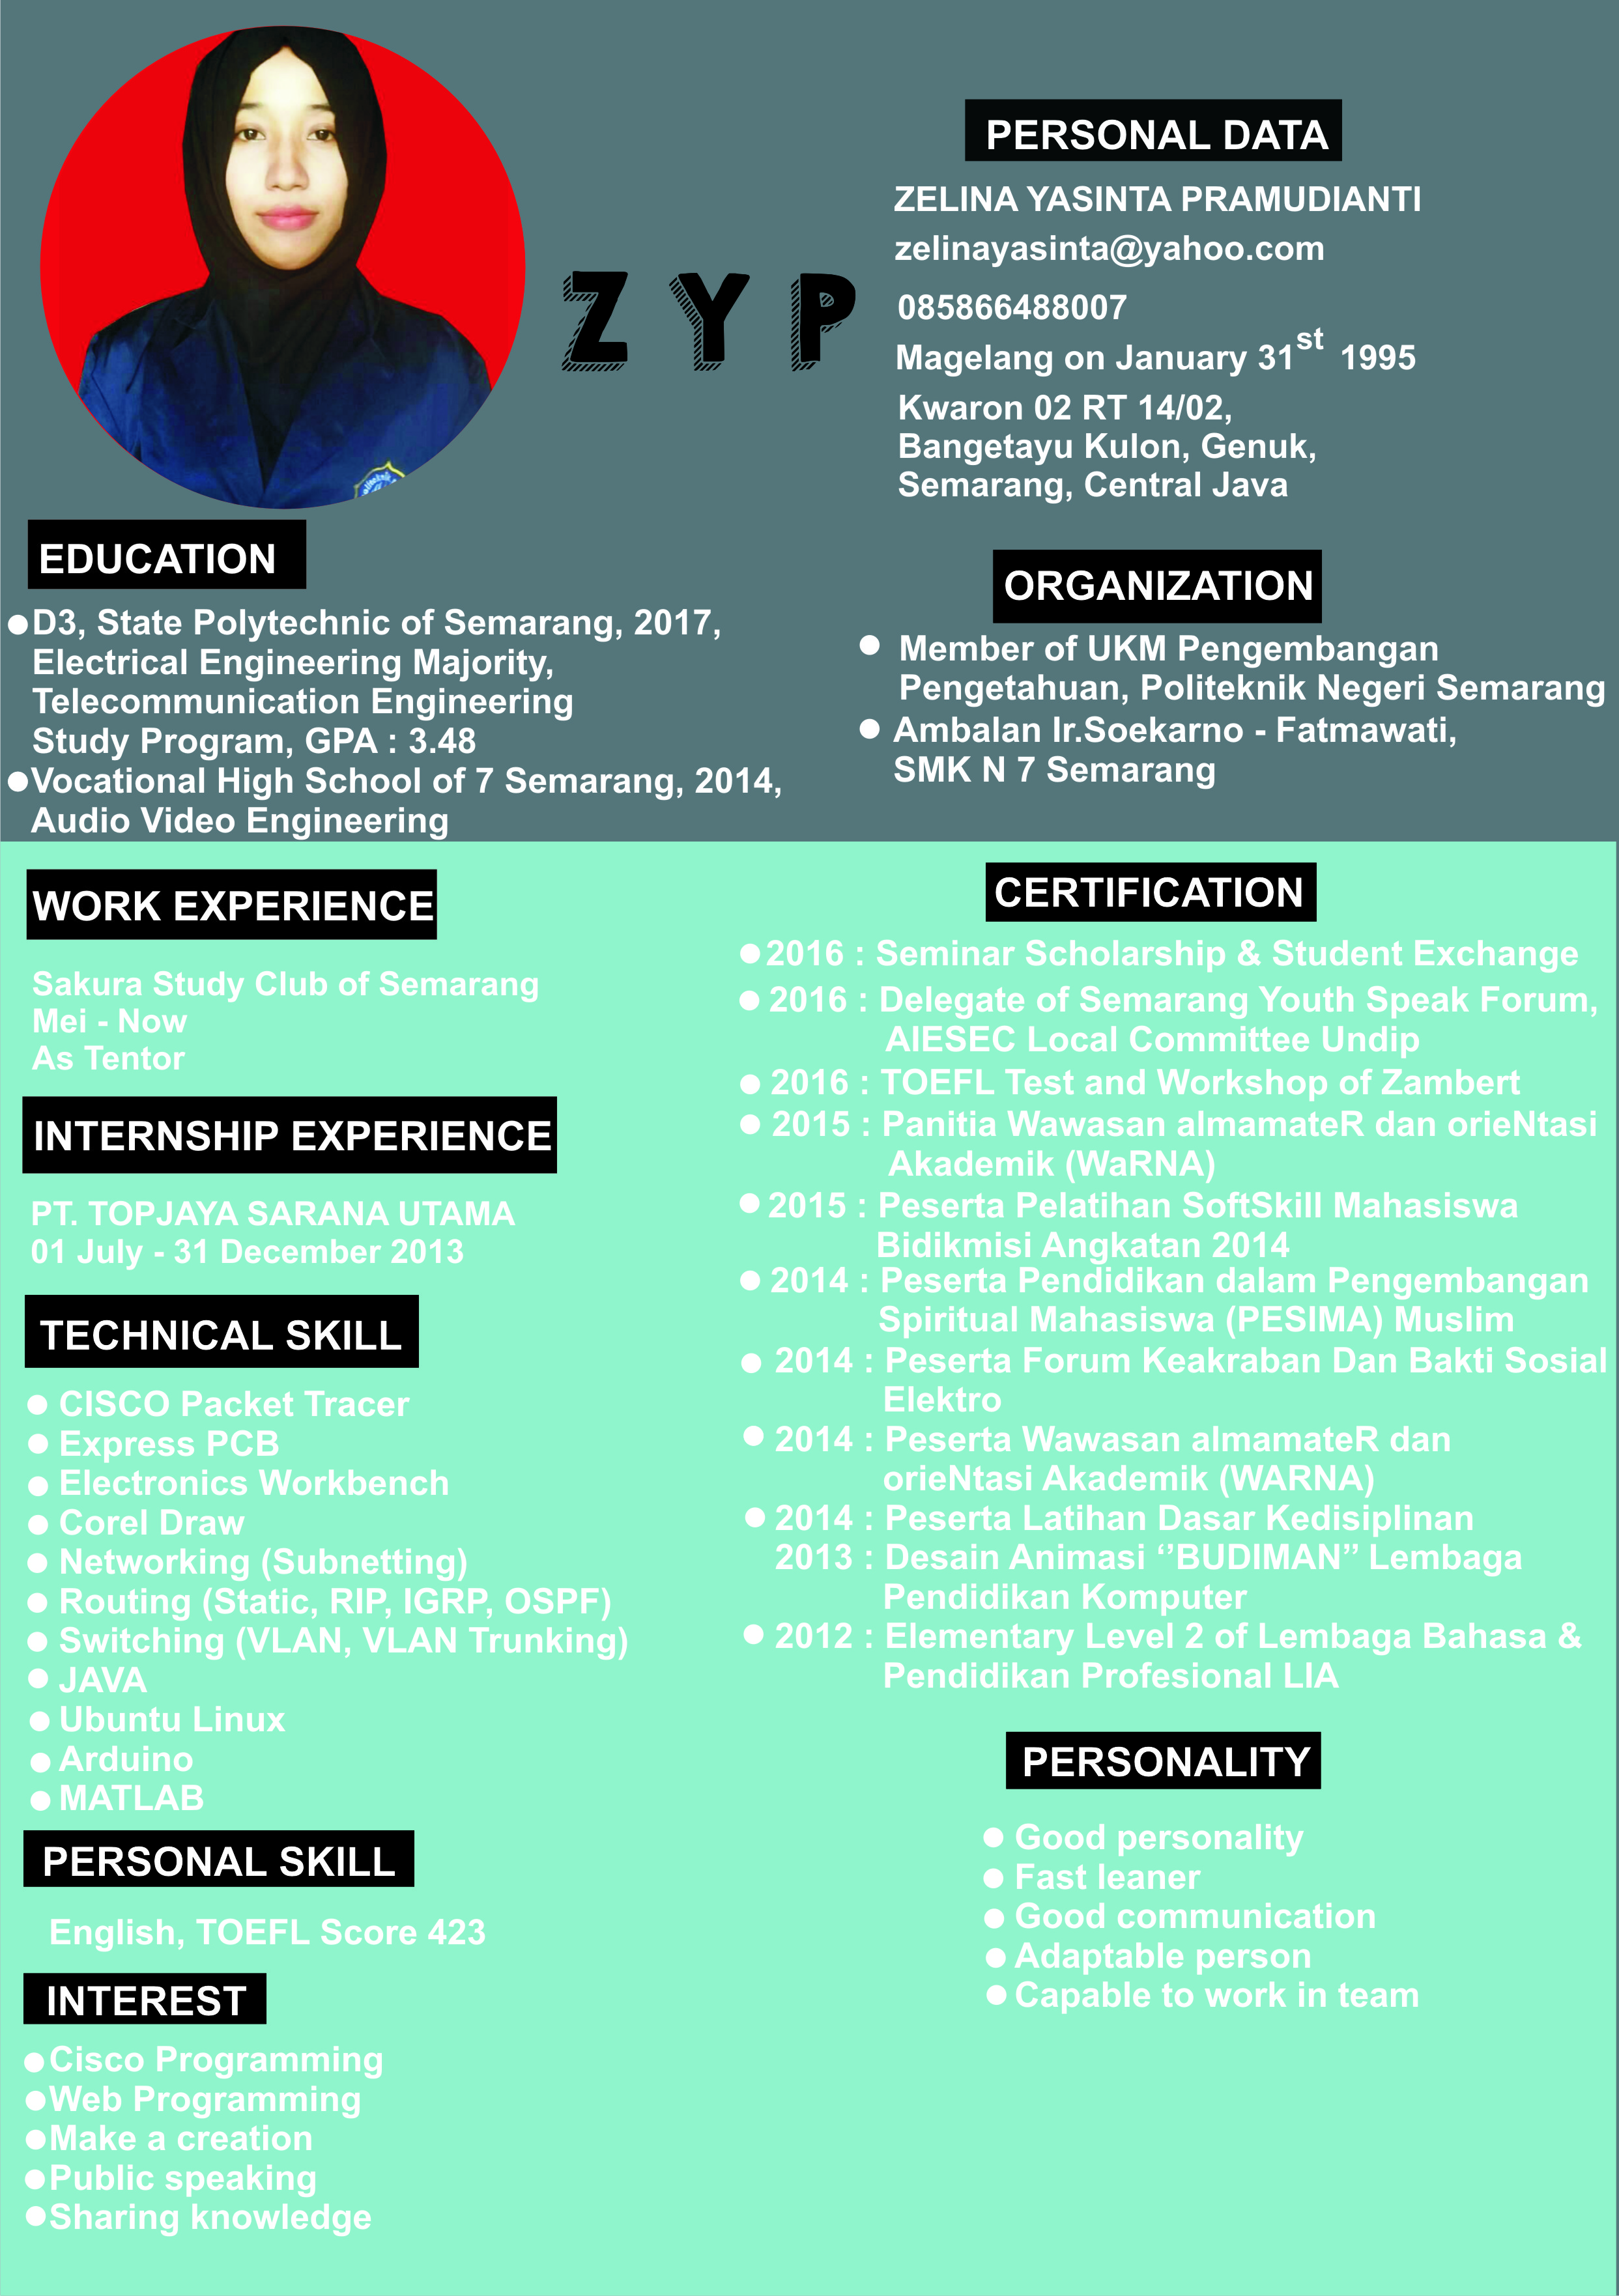 ZYP
PERSONAL DATA
ZELINA YASINTA PRAMUDIANTI
zelinayasinta@yahoo.com
085866488007
Magelang on January 31st 1995
Kwaron 02 RT 14/02,
Bangetayu Kulon, Genuk,
Semarang, Central Java
EDUCATION
D3, State Polytechnic of Semarang, 2017,
Electrical Engineering Majority,
Telecommunication Engineering
Study Program, GPA : 3.48
Vocational High School of 7 Semarang, 2014,
Audio Video Engineering
ORGANIZATION
Member of UKM Pengembangan
Pengetahuan, Politeknik Negeri Semarang
Ambalan Ir.Soekarno - Fatmawati,
SMK N 7 Semarang
WORK EXPERIENCE
Sakura Study Club of Semarang
Mei - Now
As Tentor
INTERNSHIP EXPERIENCE
PT. TOPJAYA SARANA UTAMA
01 July - 31 December 2013
TECHNICAL SKILL
CISCO Packet Tracer
Express PCB
Electronics Workbench
Corel Draw
Networking (Subnetting)
Routing (Static, RIP, IGRP, OSPF)
Switching (VLAN, VLAN Trunking)
JAVA
Ubuntu Linux
Arduino
MATLAB
PERSONAL SKILL
English, TOEFL Score 423
INTEREST
Cisco Programming
Web Programming
Make a creation
Public speaking
Sharing knowledge
CERTIFICATION
2016 : Seminar Scholarship & Student Exchange
2016 : Delegate of Semarang Youth Speak Forum,
AIESEC Local Committee Undip
2016 : TOEFL Test and Workshop of Zambert
2015 : Panitia Wawasan almamateR dan orieNtasi
Akademik (WaRNA)
2015 : Peserta Pelatihan SoftSkill Mahasiswa
Bidikmisi Angkatan 2014
2014 : Peserta Pendidikan dalam Pengembangan
Spiritual Mahasiswa (PESIMA) Muslim
2014 : Peserta Forum Keakraban Dan Bakti Sosial
Elektro
2014 : Peserta Wawasan almamateR dan
orieNtasi Akademik (WARNA)
2014 : Peserta Latihan Dasar Kedisiplinan
2013 : Desain Animasi ‘’BUDIMAN’’ Lembaga
Pendidikan Komputer
2012 : Elementary Level 2 of Lembaga Bahasa &
Pendidikan Profesional LIA
PERSONALITY
Good personality
Fast leaner
Good communication
Adaptable person
Capable to work in team